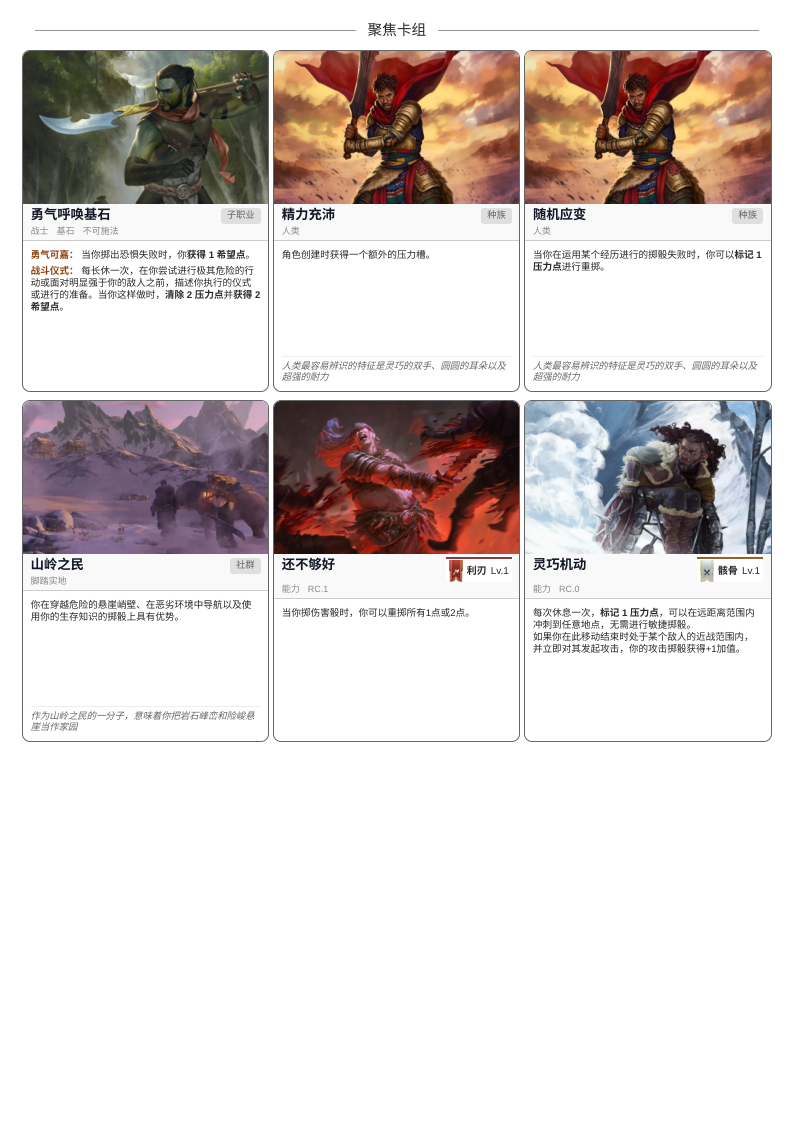 聚焦卡组
勇气呼唤基石
子职业
战士 基石 不可施法
勇气可嘉： 当你掷出恐惧失败时，你获得 1 希望点。
战斗仪式： 每长休一次，在你尝试进行极其危险的行
动或面对明显强于你的敌人之前，描述你执行的仪式
或进行的准备。当你这样做时，清除 2 压力点并获得 2
希望点。
精力充沛
种族
人类
角色创建时获得一个额外的压力槽。
人类最容易辨识的特征是灵巧的双手、圆圆的耳朵以及
超强的耐力
随机应变
种族
人类
当你在运用某个经历进行的掷骰失败时，你可以标记 1
压力点进行重掷。
人类最容易辨识的特征是灵巧的双手、圆圆的耳朵以及
超强的耐力
山岭之民
社群
脚踏实地
你在穿越危险的悬崖峭壁、在恶劣环境中导航以及使
用你的生存知识的掷骰上具有优势。
作为山岭之民的一分子，意味着你把岩石峰峦和险峻悬
崖当作家园
还不够好
利刃 Lv.1
能力 RC.1
当你掷伤害骰时，你可以重掷所有1点或2点。
灵巧机动
骸骨 Lv.1
能力 RC.0
每次休息一次，标记 1 压力点，可以在远距离范围内
冲刺到任意地点，无需进行敏捷掷骰。
如果你在此移动结束时处于某个敌人的近战范围内，
并立即对其发起攻击，你的攻击掷骰获得+1加值。